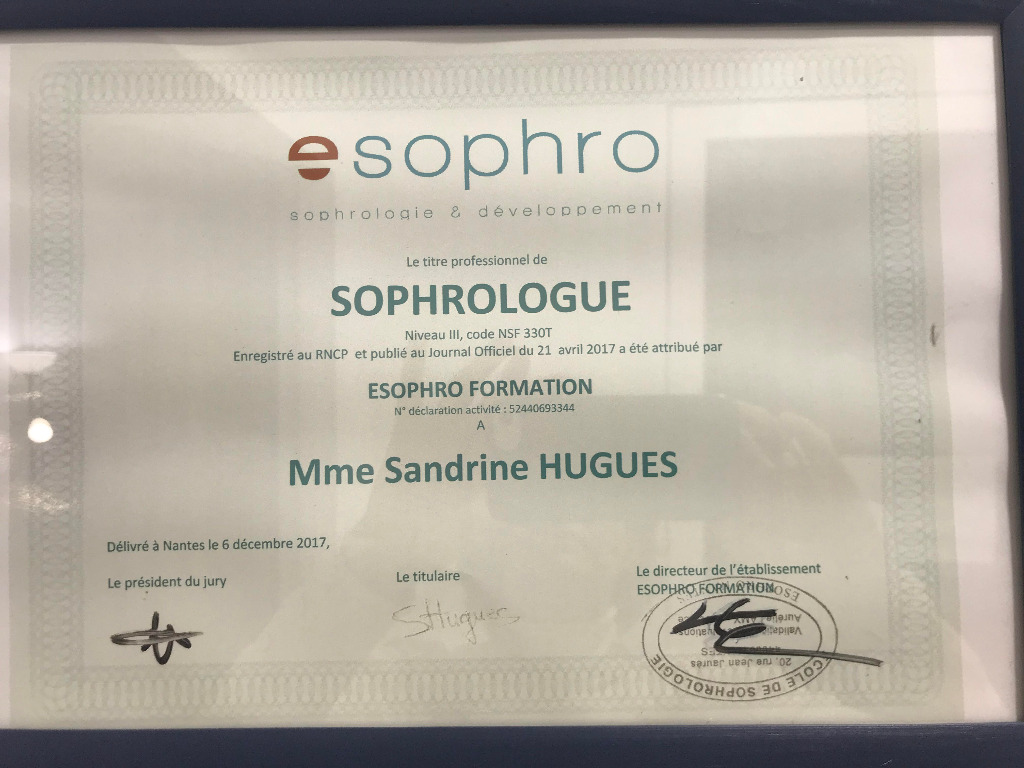 esophro
sophrologie & développement
Le titre professionnel de
SOPHROLOGUE
Niveau III, code NSF 330T
Enregistré au RNCP et publié au Journal Officiel du 21 avril 2017 a été attribué par
ESOPHRO FORMATION
N° déclaration activité : 52440693344
A
Mme Sandrine HUGUES
Délivré à Nantes le 6 décembre 2017,
Le président du jury
Le titulaire
SHugues
Le directeur de l'établissement
ESOPHRO FORMATION
Aurélie
20, rue Jean Jaurès
ECOLE DE SOPHROLOGIE